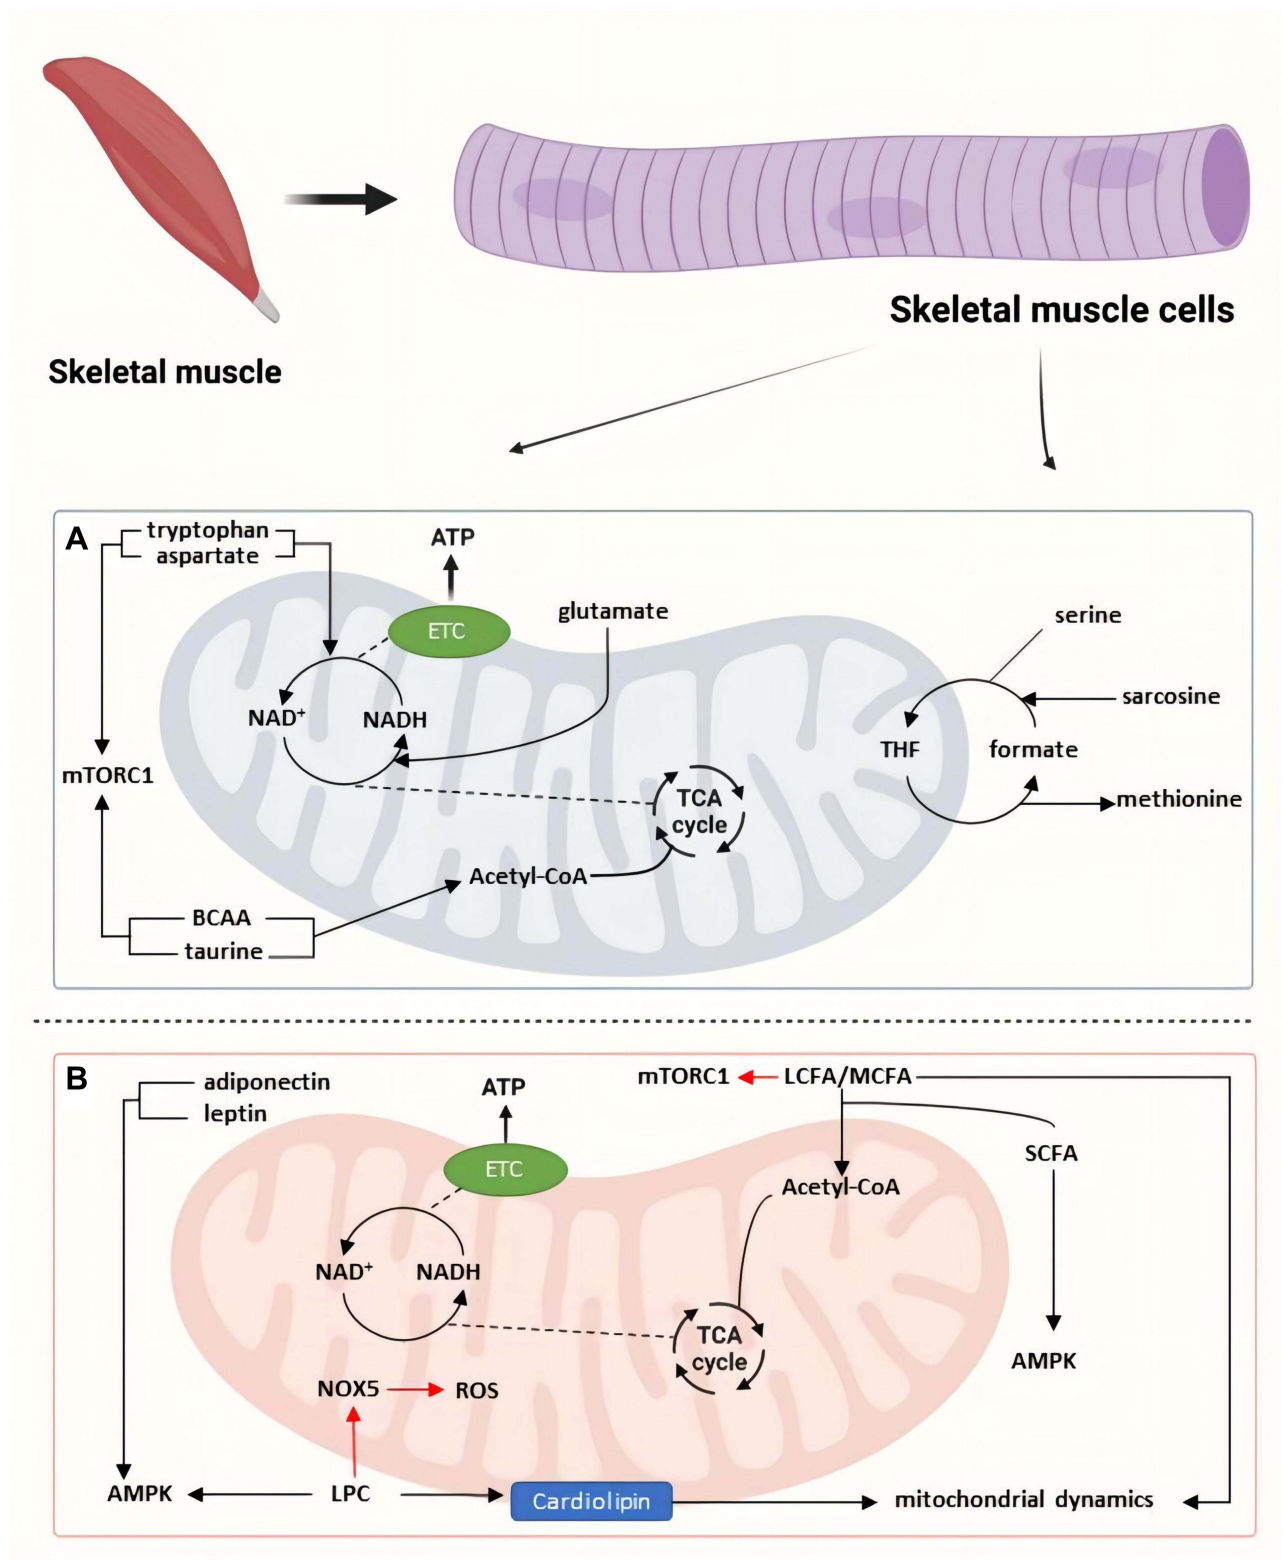 Skeletal muscle cells
Skeletal muscle
A
tryptophan
aspartate
ATP
ETC
glutamate
serine
sarcosine
NAD⁺
NADH
THF
formate
mTORC1
TCA
cycle
methionine
Acetyl-CoA
BCAA
taurine
B
adiponectin
leptin
ATP
mTORC1
LCFA/MCFA
SCFA
ETC
Acetyl-CoA
NAD⁺
NADH
TCA
cycle
AMPK
NOX5
ROS
AMPK
LPC
Cardiolipin
mitochondrial dynamics